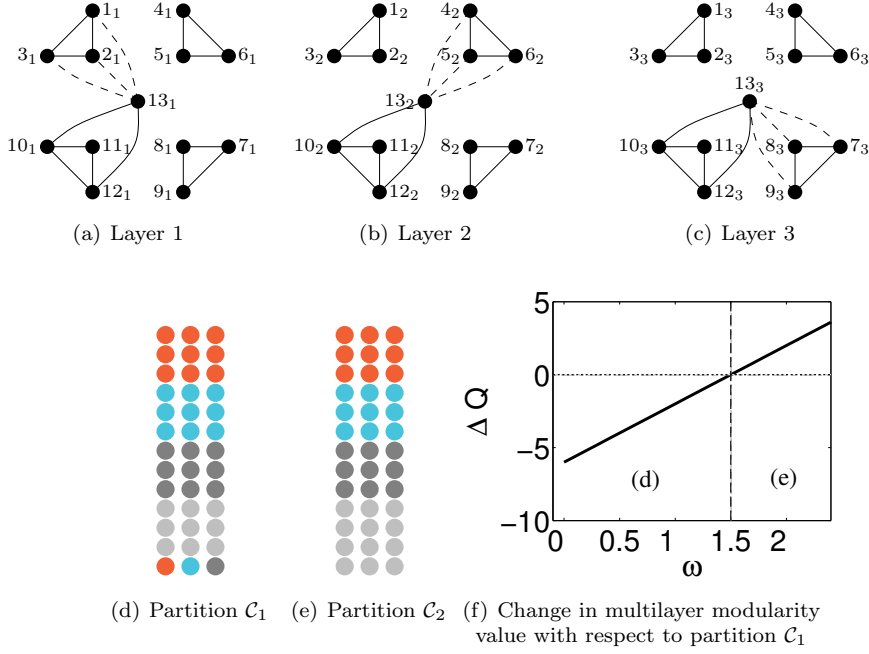 1₁ 4₁ 1₂ 4₂ 1₃ 4₃
3₁ 2₁ 5₁ 6₁ 3₂ 2₂ 5₂ 6₂ 3₃ 2₃ 5₃ 6₃
13₁ 13₂ 13₃
10₁ 11₁ 8₁ 7₁ 10₂ 11₂ 8₂ 7₂ 10₃ 11₃ 8₃ 7₃
12₁ 9₁ 12₂ 9₂ 12₃ 9₃
(a) Layer 1 (b) Layer 2 (c) Layer 3
5
0
−5
−10
Δ Q
(d) (e)
0 0.5 1 1.5 2
ω
(d) Partition 𝒞₁ (e) Partition 𝒞₂ (f) Change in multilayer modularity
value with respect to partition 𝒞₁